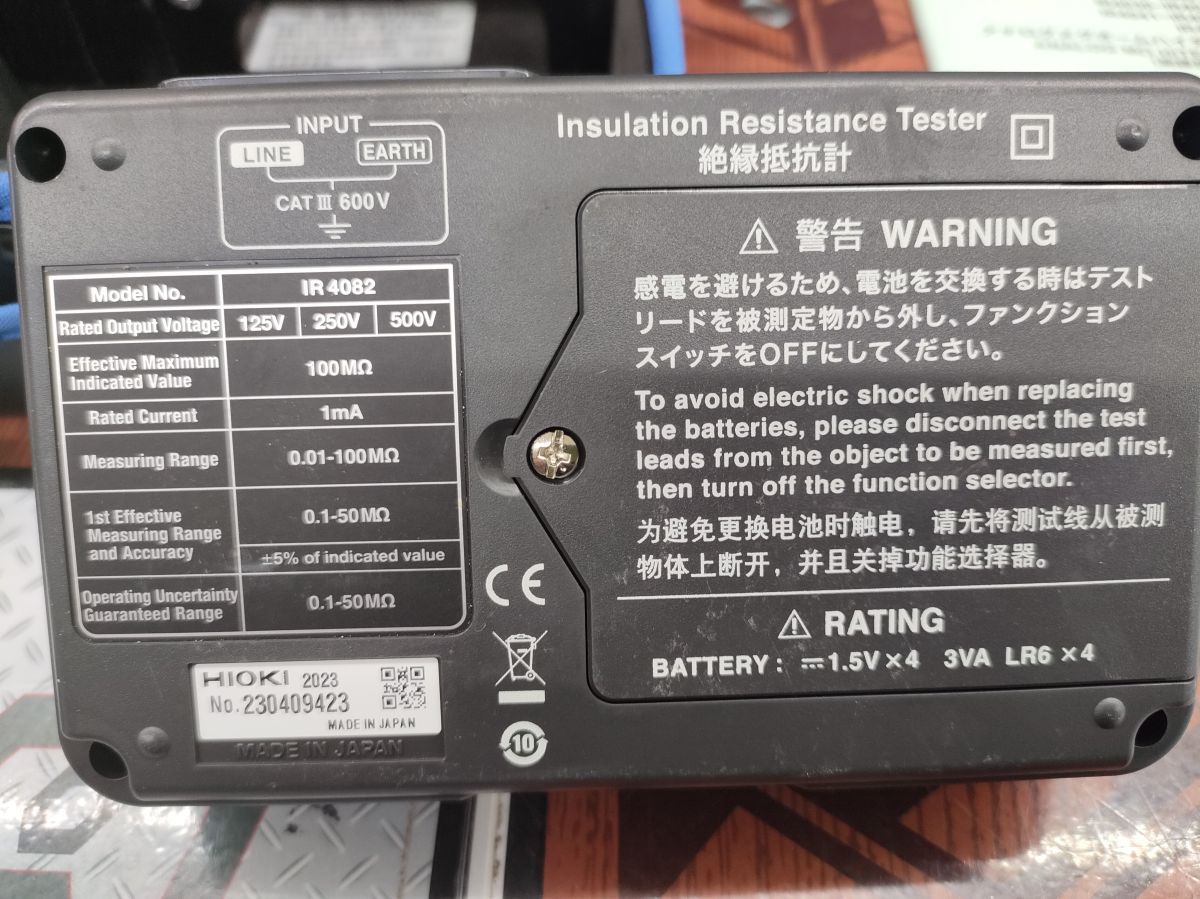 INPUT
LINE EARTH
CAT III 600V
Insulation Resistance Tester
絶縁抵抗計
Model No. IR 4082
Rated Output Voltage 125V 250V 500V
Effective Maximum
Indicated Value 100MΩ
Rated Current 1mA
Measuring Range 0.01-100MΩ
1st Effective
Measuring Range
and Accuracy
0.1-50MΩ
±5% of indicated value
Operating Uncertainty
Guaranteed Range 0.1-50MΩ
HIOKI 2023
No.230409423
MADE IN JAPAN
MADE IN JAPAN
CE
10
⚠ 警告 WARNING
感電を避けるため、電池を交換する時はテスト
リードを被測定物から外し、ファンクション
スイッチをOFFにしてください。
To avoid electric shock when replacing
the batteries, please disconnect the test
leads from the object to be measured first,
then turn off the function selector.
为避免更换电池时触电，请先将测试线从被测
物体上断开，并且关掉功能选择器。
⚠ RATING
BATTERY : ⎓1.5V×4 3VA LR6 ×4